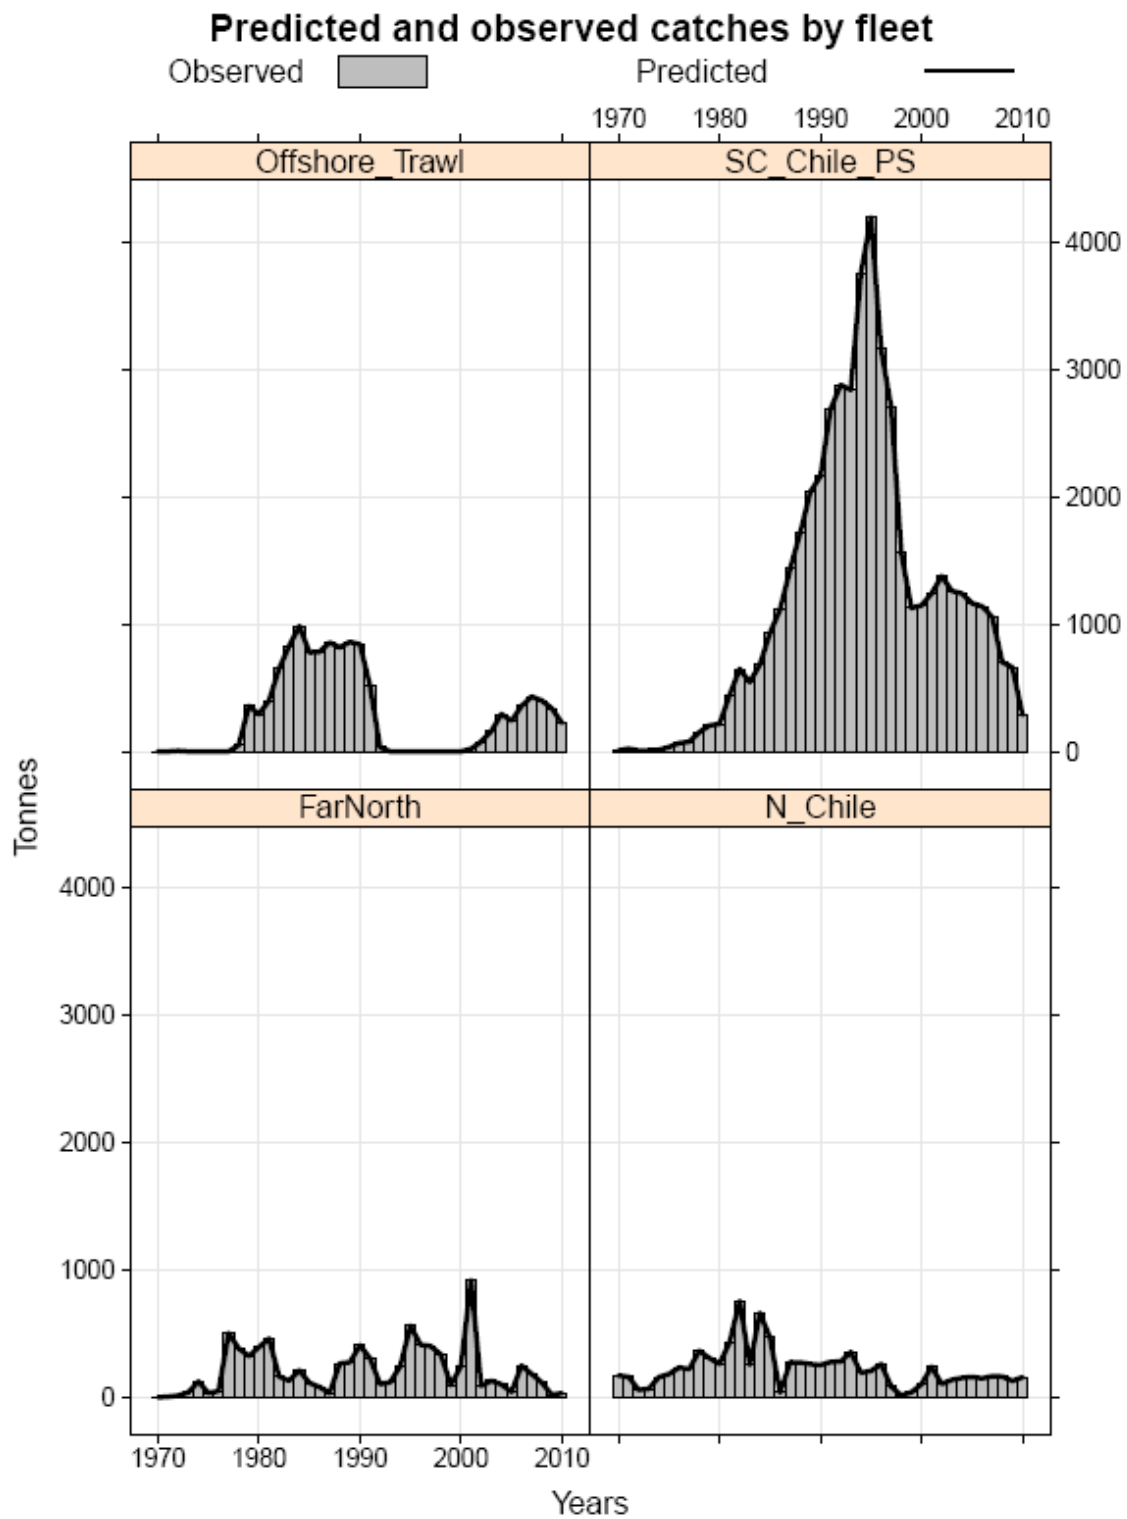 Predicted and observed catches by fleet
Observed Predicted
1970 1980 1990 2000 2010
Offshore_Trawl SC_Chile_PS
4000
3000
2000
1000
0
Tonnes
FarNorth N_Chile
4000
3000
2000
1000
0
1970 1980 1990 2000 2010
Years